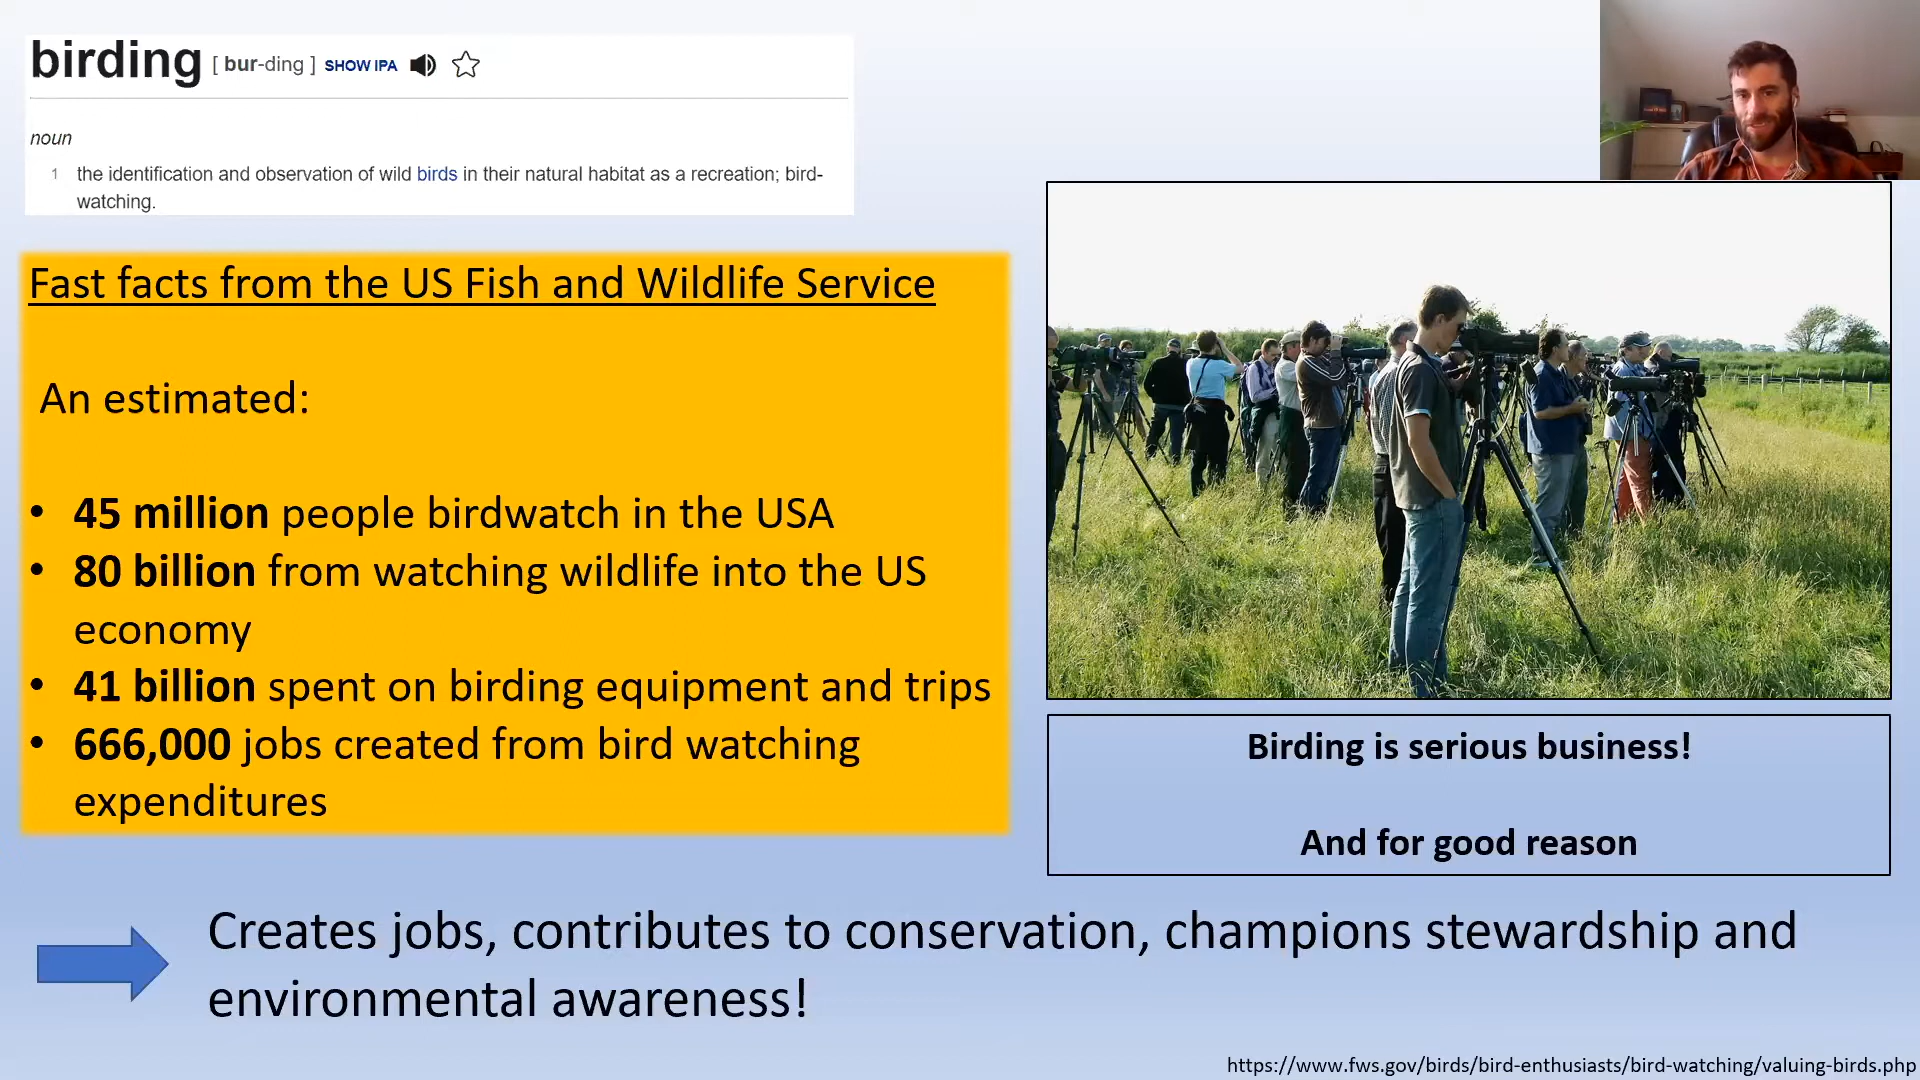 birding [ bur-ding ] SHOW IPA
noun
1 the identification and observation of wild birds in their natural habitat as a recreation; bird-
watching.
Fast facts from the US Fish and Wildlife Service
An estimated:
• 45 million people birdwatch in the USA
• 80 billion from watching wildlife into the US
economy
• 41 billion spent on birding equipment and trips
• 666,000 jobs created from bird watching
expenditures
Birding is serious business!
And for good reason
Creates jobs, contributes to conservation, champions stewardship and
environmental awareness!
https://www.fws.gov/birds/bird-enthusiasts/bird-watching/valuing-birds.php